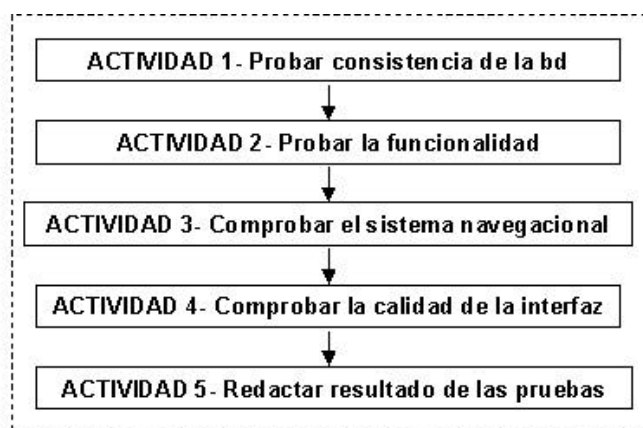 ACTIVIDAD 1- Probar consistencia de la bd
ACTIVIDAD 2- Probar la funcionalidad
ACTIVIDAD 3- Comprobar el sistema navegacional
ACTIVIDAD 4- Comprobar la calidad de la interfaz
ACTIVIDAD 5- Redactar resultado de las pruebas